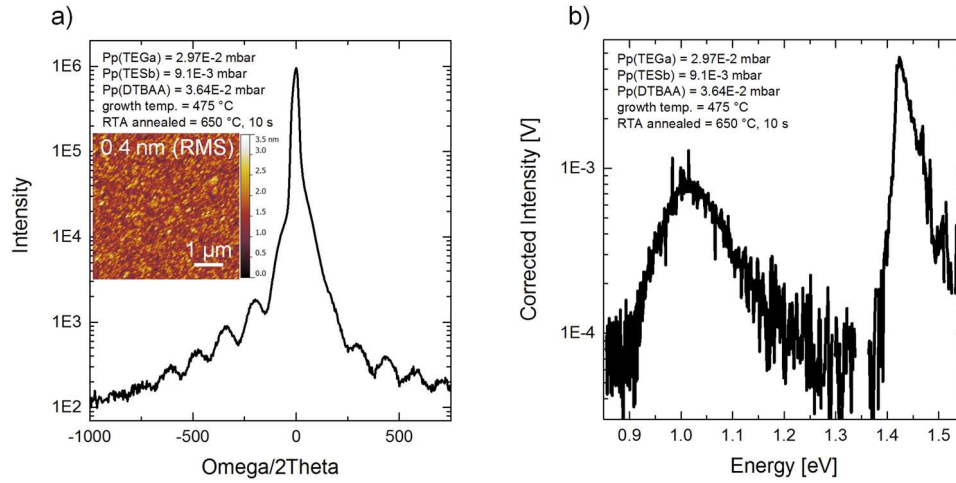 a)
Pp(TEGa) = 2.97E-2 mbar
Pp(TESb) = 9.1E-3 mbar
Pp(DTBAA) = 3.64E-2 mbar
growth temp. = 475 °C
RTA annealed = 650 °C, 10 s
0.4 nm (RMS)
3.5 nm
3.0
2.5
2.0
1.5
1.0
0.5
0.0
1 µm
Intensity
1E6
1E5
1E4
1E3
1E2
-1000
-500
0
500
Omega/2Theta
b)
Pp(TEGa) = 2.97E-2 mbar
Pp(TESb) = 9.1E-3 mbar
Pp(DTBAA) = 3.64E-2 mbar
growth temp. = 475 °C
RTA annealed = 650 °C, 10 s
Corrected Intensity [V]
1E-3
1E-4
0.9
1.0
1.1
1.2
1.3
1.4
1.5
Energy [eV]